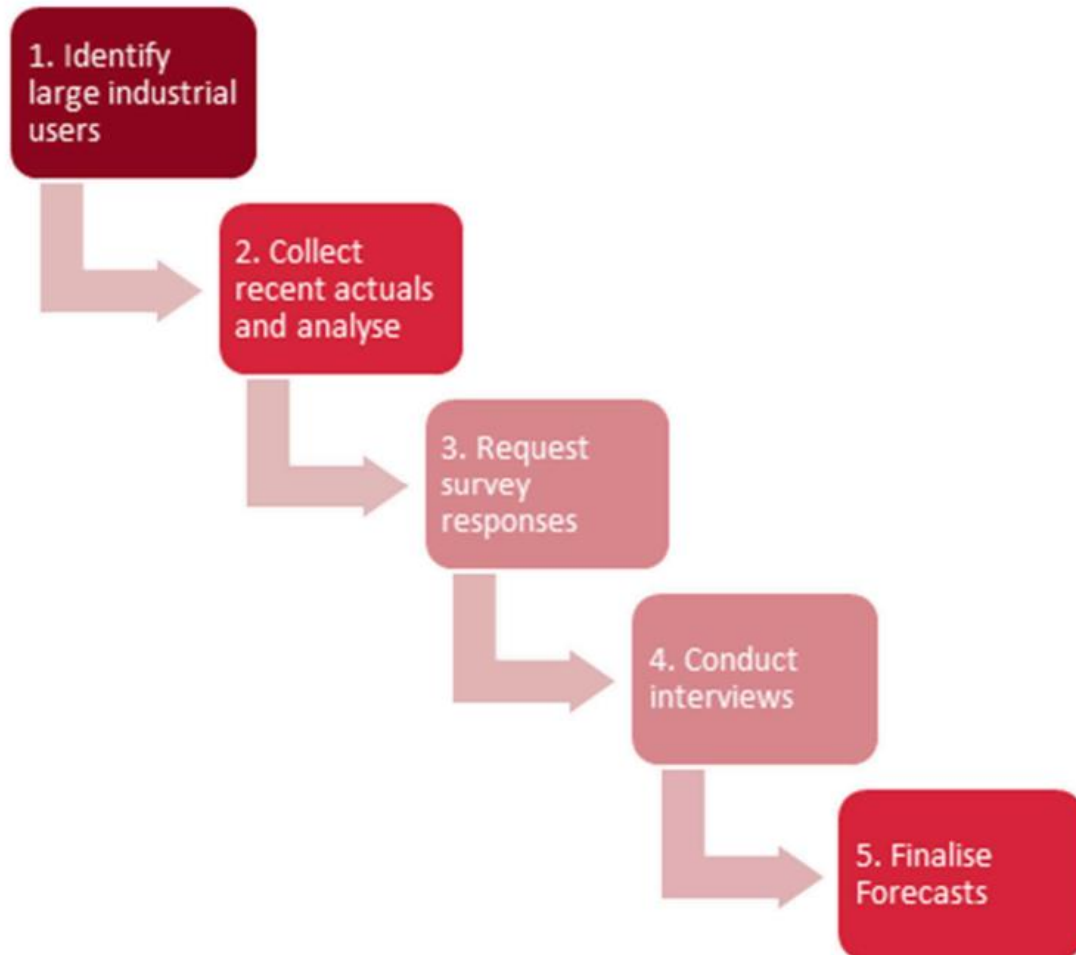 1. Identify
large industrial
users
2. Collect
recent actuals
and analyse
3. Request
survey
responses
4. Conduct
interviews
5. Finalise
Forecasts